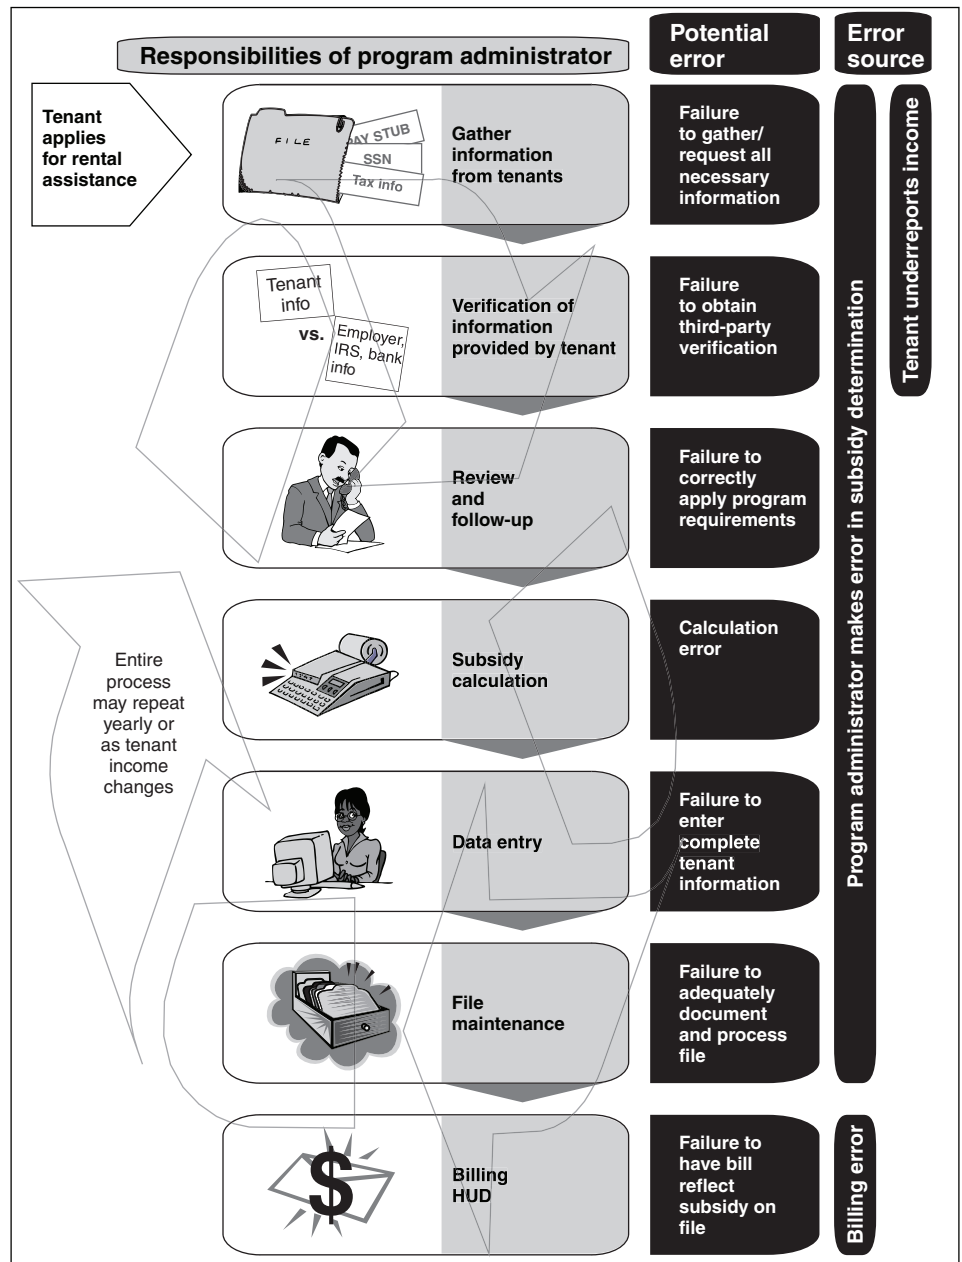 Responsibilities of program administrator
Potential
error
Error
source
Tenant
applies
for rental
assistance
FILE
PAY STUB
SSN
Tax info
Gather
information
from tenants
Failure
to gather/
request all
necessary
information
Tenant
info
vs.
Employer,
IRS, bank
info
Verification of
information
provided by tenant
Failure
to obtain
third-party
verification
Review
and
follow-up
Failure to
correctly
apply program
requirements
Subsidy
calculation
Calculation
error
Entire
process
may repeat
yearly or
as tenant
income
changes
Data entry
Failure to
enter
complete
tenant
information
File
maintenance
Failure to
adequately
document
and process
file
$
Billing
HUD
Failure to
have bill
reflect
subsidy on
file
Program administrator makes error in subsidy determination
Tenant underreports income
Billing error